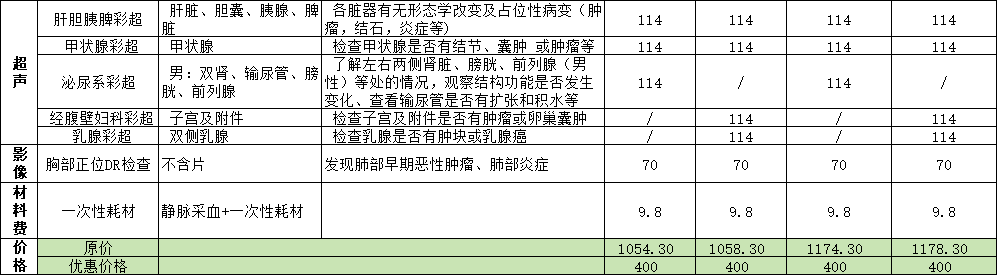 超声
肝胆胰脾彩超 肝脏、胆囊、胰腺、脾脏 各脏器有无形态学改变及占位性病变（肿瘤，结石，炎症等） 114 114 114 114
甲状腺彩超 甲状腺 检查甲状腺是否有结节、囊肿 或肿瘤等 114 114 114 114
泌尿系彩超 男：双肾、输尿管、膀胱、前列腺 了解左右两侧肾脏、膀胱、前列腺（男性）等处的情况，观察结构功能是否发生变化、查看输尿管是否有扩张和积水等 114 / 114 /
经腹壁妇科彩超 子宫及附件 检查子宫及附件是否有肿瘤或卵巢囊肿 / 114 / 114
乳腺彩超 双侧乳腺 检查乳腺是否有肿块或乳腺癌 / 114 / 114
影像
胸部正位DR检查 不含片 发现肺部早期恶性肿瘤、肺部炎症 70 70 70 70
材料费
一次性耗材 静脉采血+一次性耗材 9.8 9.8 9.8 9.8
价格
原价 1054.30 1058.30 1174.30 1178.30
优惠价格 400 400 400 400